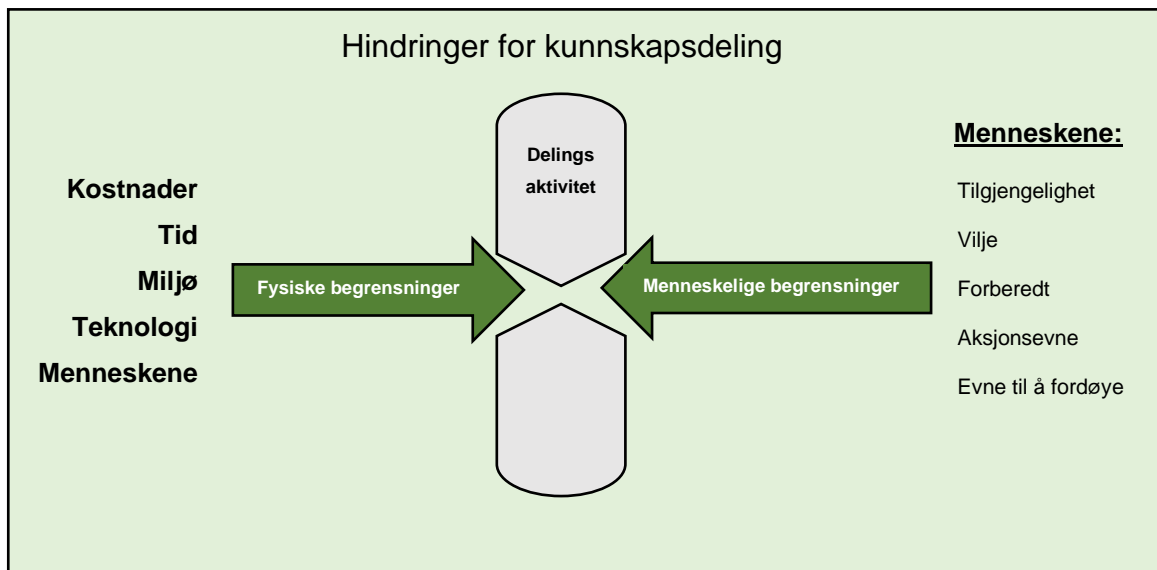 Hindringer for kunnskapsdeling
Delings
aktivitet
Kostnader
Tid
Miljø
Teknologi
Menneskene
Fysiske begrensninger
Menneskelige begrensninger
Menneskene:
Tilgjengelighet
Vilje
Forberedt
Aksjonsevne
Evne til å fordøye